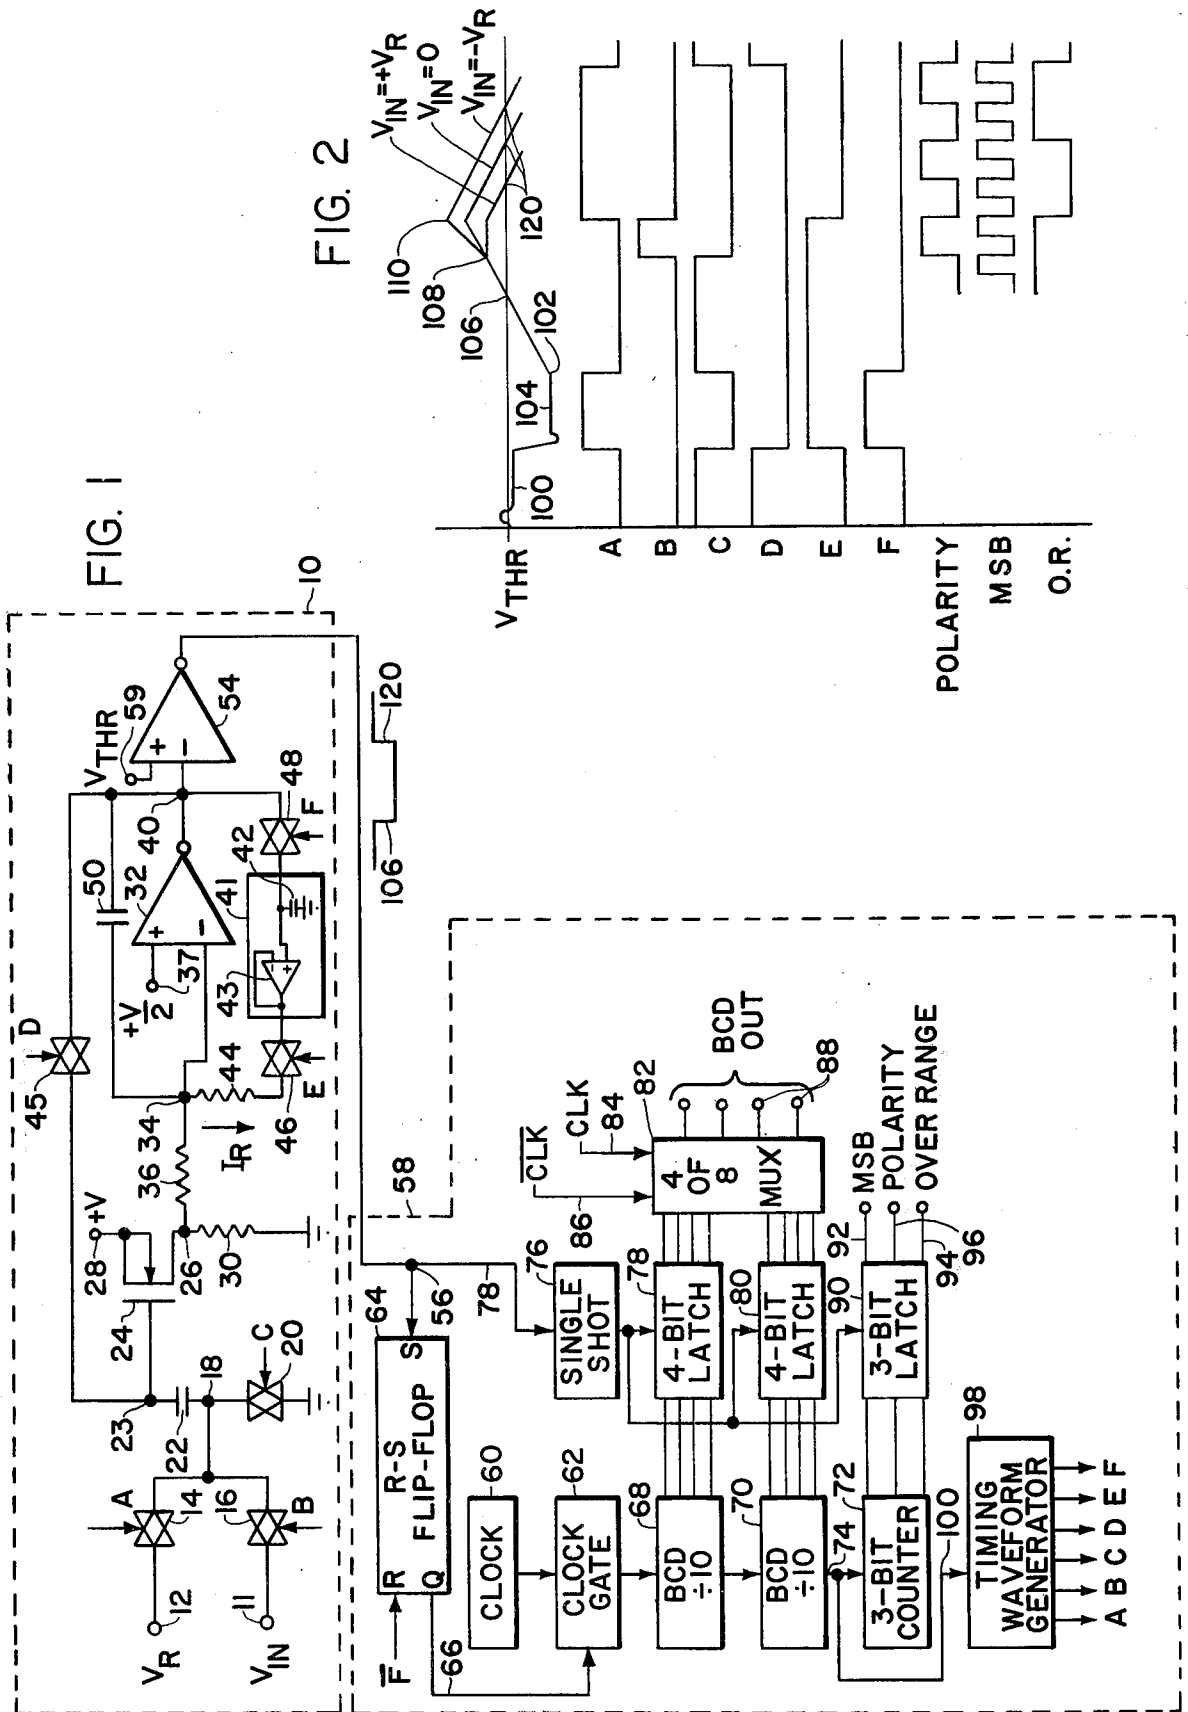 FIG. 1
10
V_R
12
A
14
V_IN
11
16
B
18
20
C
22
23
24
28
+V
26
30
36
34
I_R
44
45
D
46
E
+V/2
37
+
−
32
50
40
41
42
43
−
+
48
F
V_THR
59
+
−
54
106
120
F̅
R
R-S
FLIP-FLOP
S
Q
64
56
58
66
78
CLOCK
60
CLOCK
GATE
62
SINGLE
SHOT
76
BCD
÷10
68
4-BIT
LATCH
78
BCD
÷10
70
74
4-BIT
LATCH
80
C̅L̅K̅
86
CLK
84
4
OF
8
MUX
82
BCD
OUT
88
3-BIT
COUNTER
72
3-BIT
LATCH
90
92
MSB
POLARITY
OVER RANGE
94
96
100
TIMING
WAVEFORM
GENERATOR
98
A B C D E F
FIG. 2
V_IN=+V_R
V_IN=0
V_IN=-V_R
110
108
106
120
102
104
100
V_THR
A
B
C
D
E
F
POLARITY
MSB
O.R.